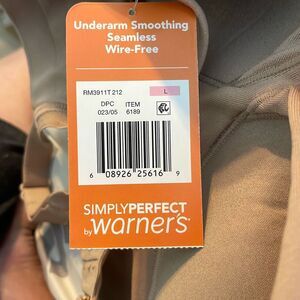 Underarm Smoothing
Seamless
Wire-Free
RM3911T 212 L
DPC ITEM
023/05 6189
6 08926 25616 9
SIMPLYPERFECT
by warner's